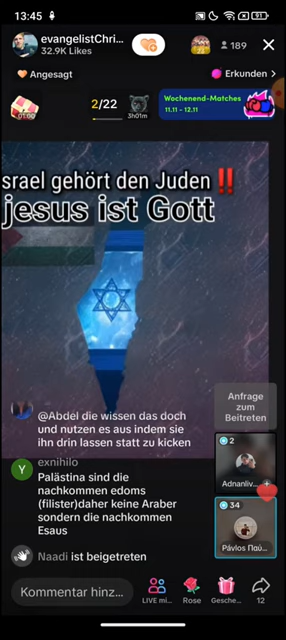 13:45
91
evangelistChri...
32.9K Likes
189
Angesagt
Erkunden >
01:00
2/22
3h01m
Wochenend-Matches
11.11 - 12.11
srael gehört den Juden !!
jesus ist Gott
Anfrage
zum
Beitreten
@Abdel die wissen das doch
und nutzen es aus indem sie
ihn drin lassen statt zu kicken
2
Adnanliv...
exnihilo
Y
Palästina sind die
nachkommen edoms
(filister)daher keine Araber
sondern die nachkommen
Esaus
34
Pávlos Παύ...
Naadi ist beigetreten
Kommentar hinz...
LIVE mi...
Rose
Gesche...
12